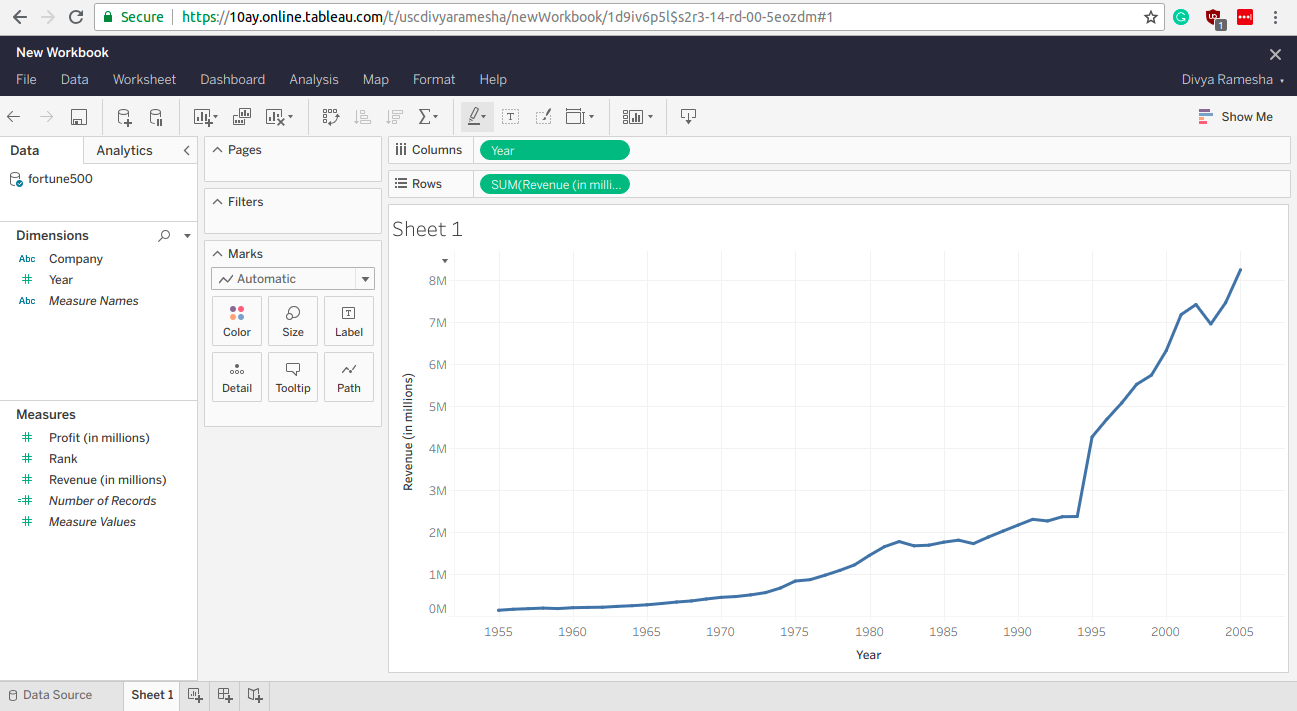 Secure https://10ay.online.tableau.com/t/uscdivyaramesha/newWorkbook/1d9iv6p5l$s2r3-14-rd-00-5eozdm#1
1
New Workbook
File Data Worksheet Dashboard Analysis Map Format Help
Divya Ramesha
Show Me
Data Analytics
fortune500
Dimensions
Abc Company
Year
Abc Measure Names
Measures
Profit (in millions)
Rank
Revenue (in millions)
Number of Records
Measure Values
Pages
Filters
Marks
Automatic
Color Size Label
Detail Tooltip Path
Columns Year
Rows SUM(Revenue (in milli...
Sheet 1
Revenue (in millions)
8M
7M
6M
5M
4M
3M
2M
1M
0M
1955 1960 1965 1970 1975 1980 1985 1990 1995 2000 2005
Year
Data Source Sheet 1